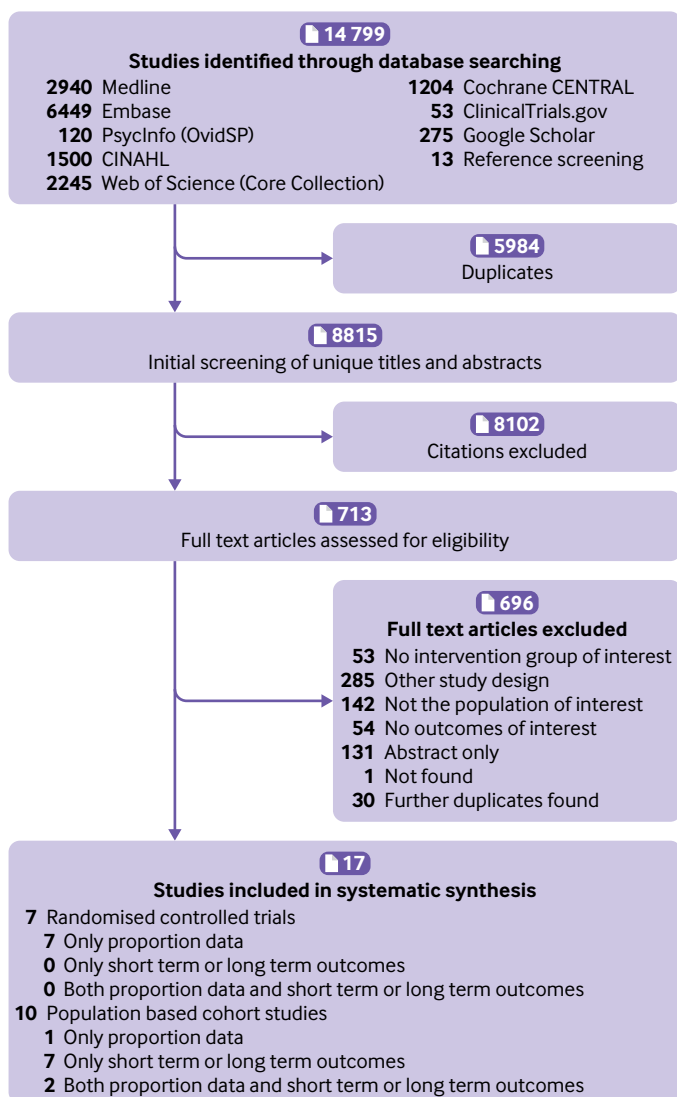 14 799
Studies identified through database searching
2940 Medline
6449 Embase
120 PsycInfo (OvidSP)
1500 CINAHL
2245 Web of Science (Core Collection)
1204 Cochrane CENTRAL
53 ClinicalTrials.gov
275 Google Scholar
13 Reference screening
5984
Duplicates
8815
Initial screening of unique titles and abstracts
8102
Citations excluded
713
Full text articles assessed for eligibility
696
Full text articles excluded
53 No intervention group of interest
285 Other study design
142 Not the population of interest
54 No outcomes of interest
131 Abstract only
1 Not found
30 Further duplicates found
17
Studies included in systematic synthesis
7 Randomised controlled trials
7 Only proportion data
0 Only short term or long term outcomes
0 Both proportion data and short term or long term outcomes
10 Population based cohort studies
1 Only proportion data
7 Only short term or long term outcomes
2 Both proportion data and short term or long term outcomes